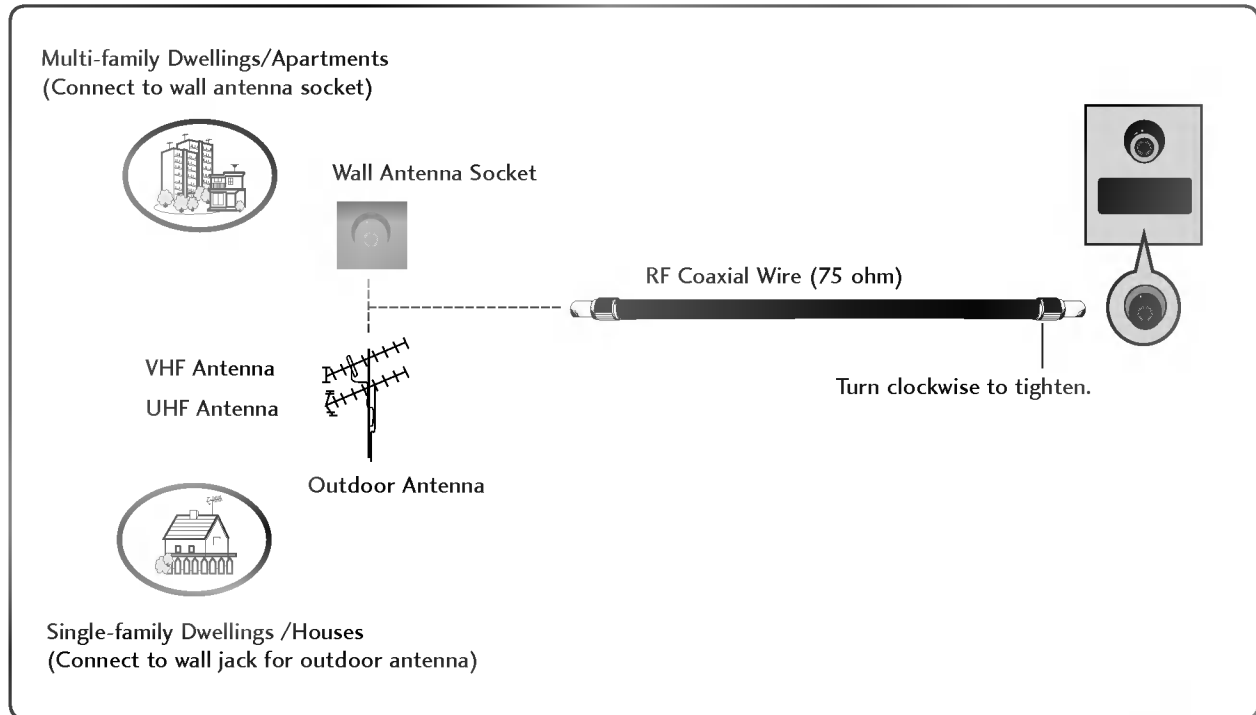 Multi-family Dwellings/Apartments
(Connect to wall antenna socket)
Wall Antenna Socket
RF Coaxial Wire (75 ohm)
VHF Antenna
UHF Antenna
Turn clockwise to tighten.
Outdoor Antenna
Single-family Dwellings /Houses
(Connect to wall jack for outdoor antenna)